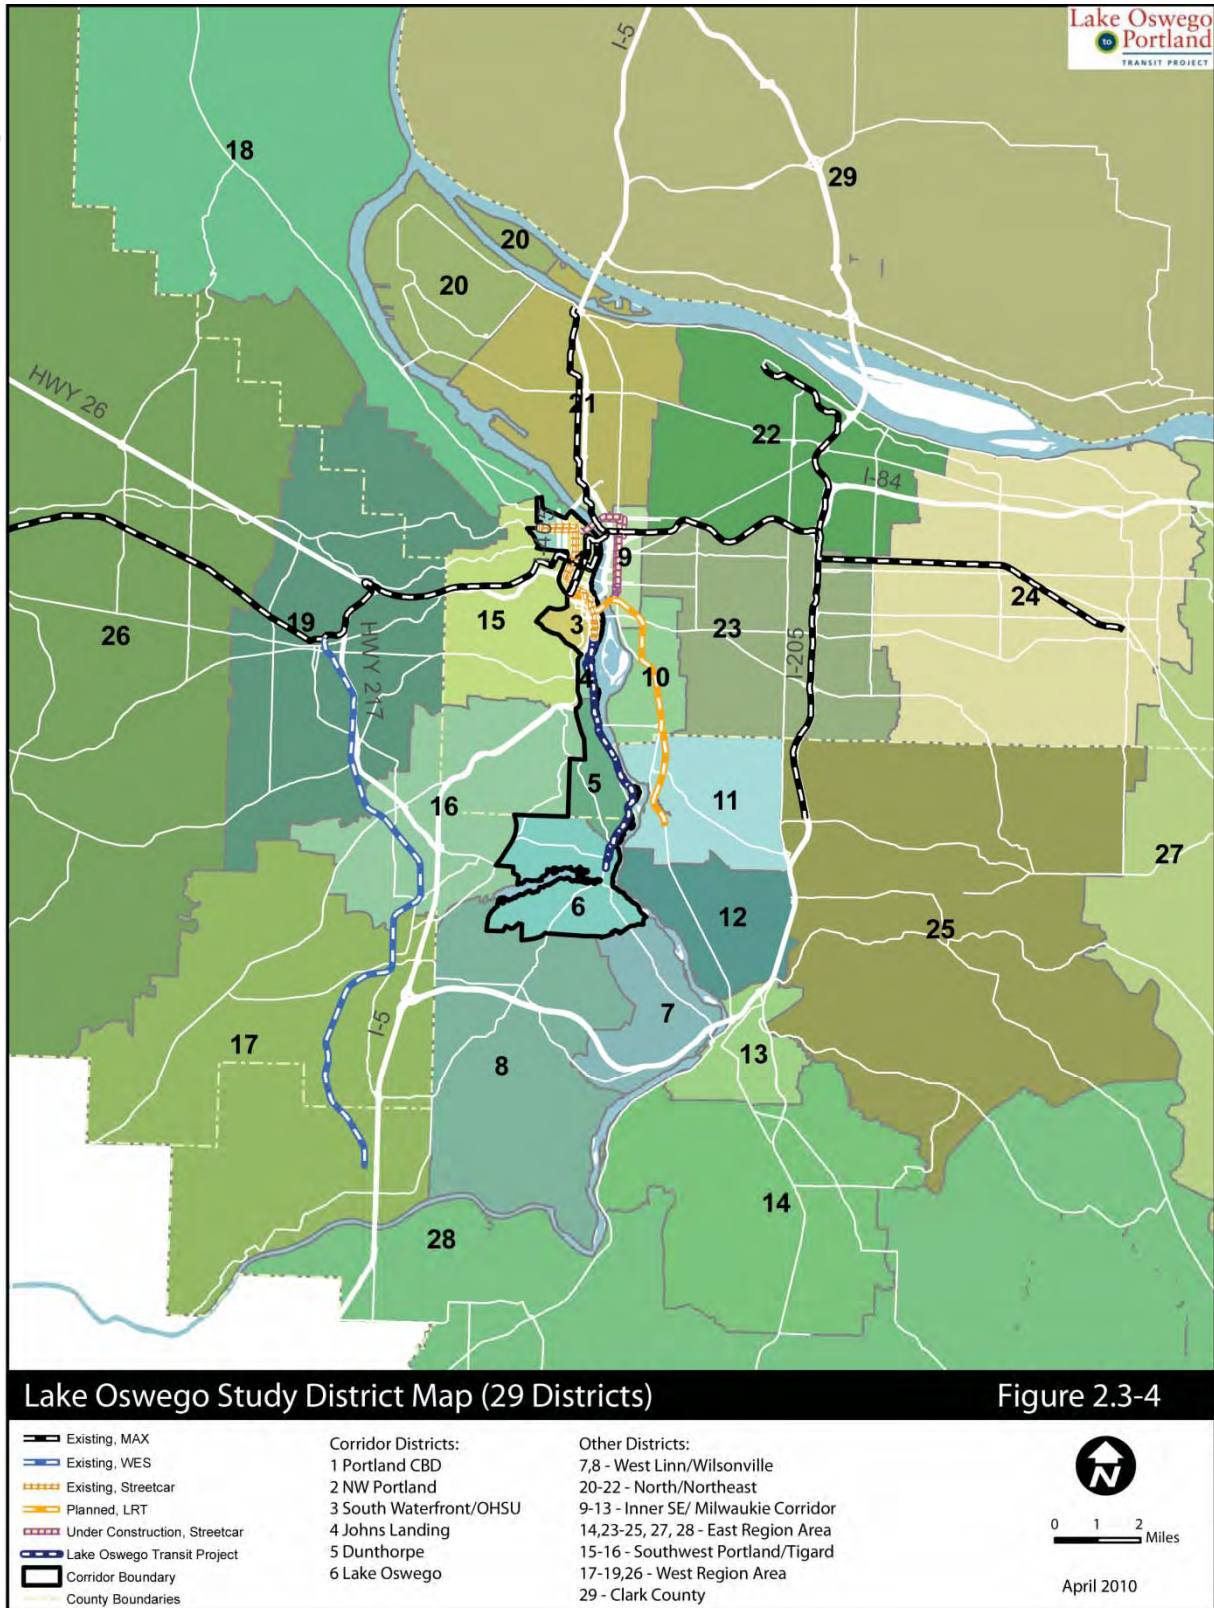 Lake Oswego
to Portland
TRANSIT PROJECT
I-5
18
29
20
20
HWY 26
21
22
I-84
9
1
24
19
15
3
23
26
HWY 217
4
10
I-205
5
11
16
27
6
12
25
7
I-5
17
8
13
14
28
Lake Oswego Study District Map (29 Districts) Figure 2.3-4
Existing, MAX
Existing, WES
Existing, Streetcar
Planned, LRT
Under Construction, Streetcar
Lake Oswego Transit Project
Corridor Boundary
County Boundaries
Corridor Districts:
1 Portland CBD
2 NW Portland
3 South Waterfront/OHSU
4 Johns Landing
5 Dunthorpe
6 Lake Oswego
Other Districts:
7,8 - West Linn/Wilsonville
20-22 - North/Northeast
9-13 - Inner SE/ Milwaukie Corridor
14,23-25, 27, 28 - East Region Area
15-16 - Southwest Portland/Tigard
17-19,26 - West Region Area
29 - Clark County
N
0 1 2
Miles
April 2010